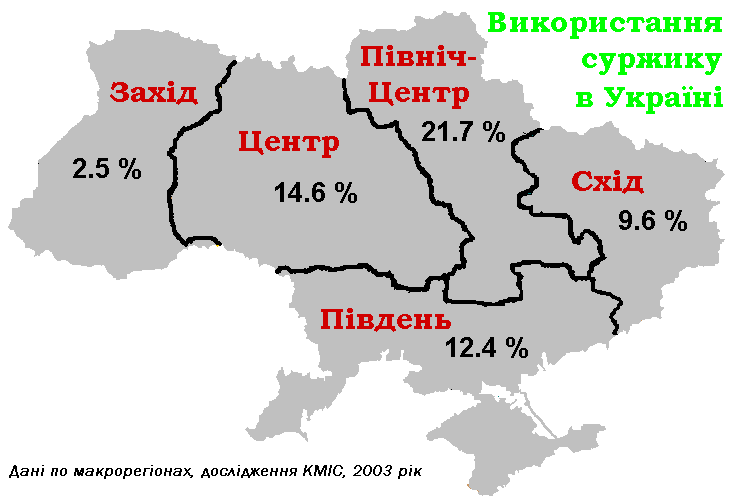 Використання
суржику
в Україні
Північ-
Центр
21.7 %
Захід
2.5 %
Центр
14.6 %
Схід
9.6 %
Південь
12.4 %
Дані по макрорегіонах, дослідження КМІС, 2003 рік